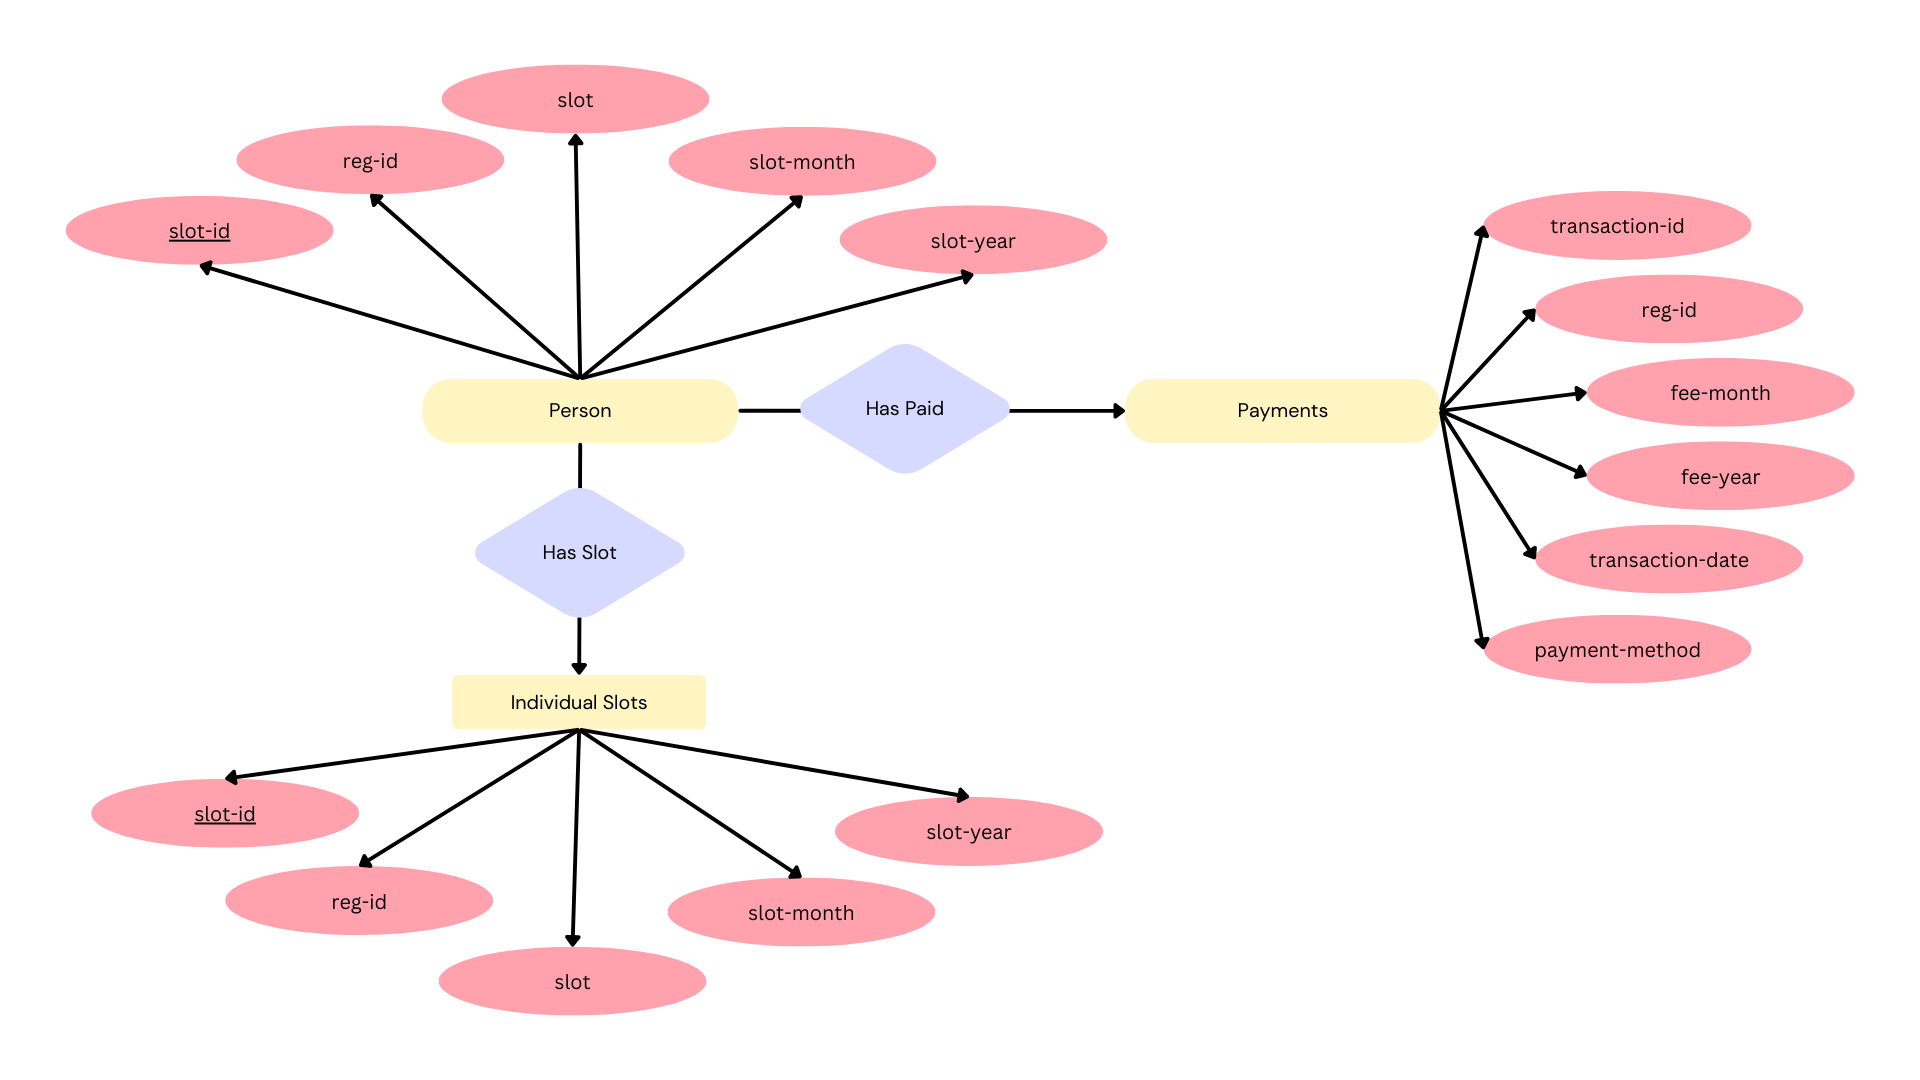 slot
reg-id
slot-month
slot-id
slot-year
Person
Has Paid
Payments
transaction-id
reg-id
fee-month
fee-year
transaction-date
payment-method
Has Slot
Individual Slots
slot-id
reg-id
slot
slot-month
slot-year